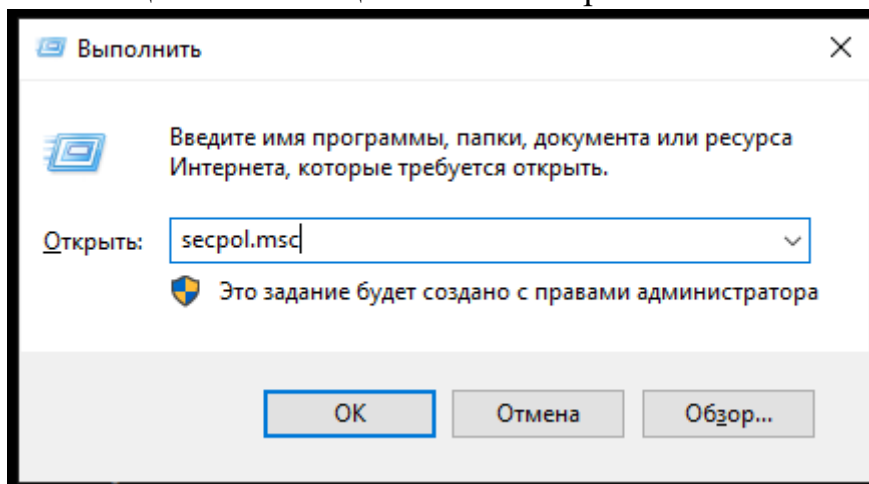 Выполнить
Введите имя программы, папки, документа или ресурса
Интернета, которые требуется открыть.
Открыть:
secpol.msc
Это задание будет создано с правами администратора
ОК
Отмена
Обзор...